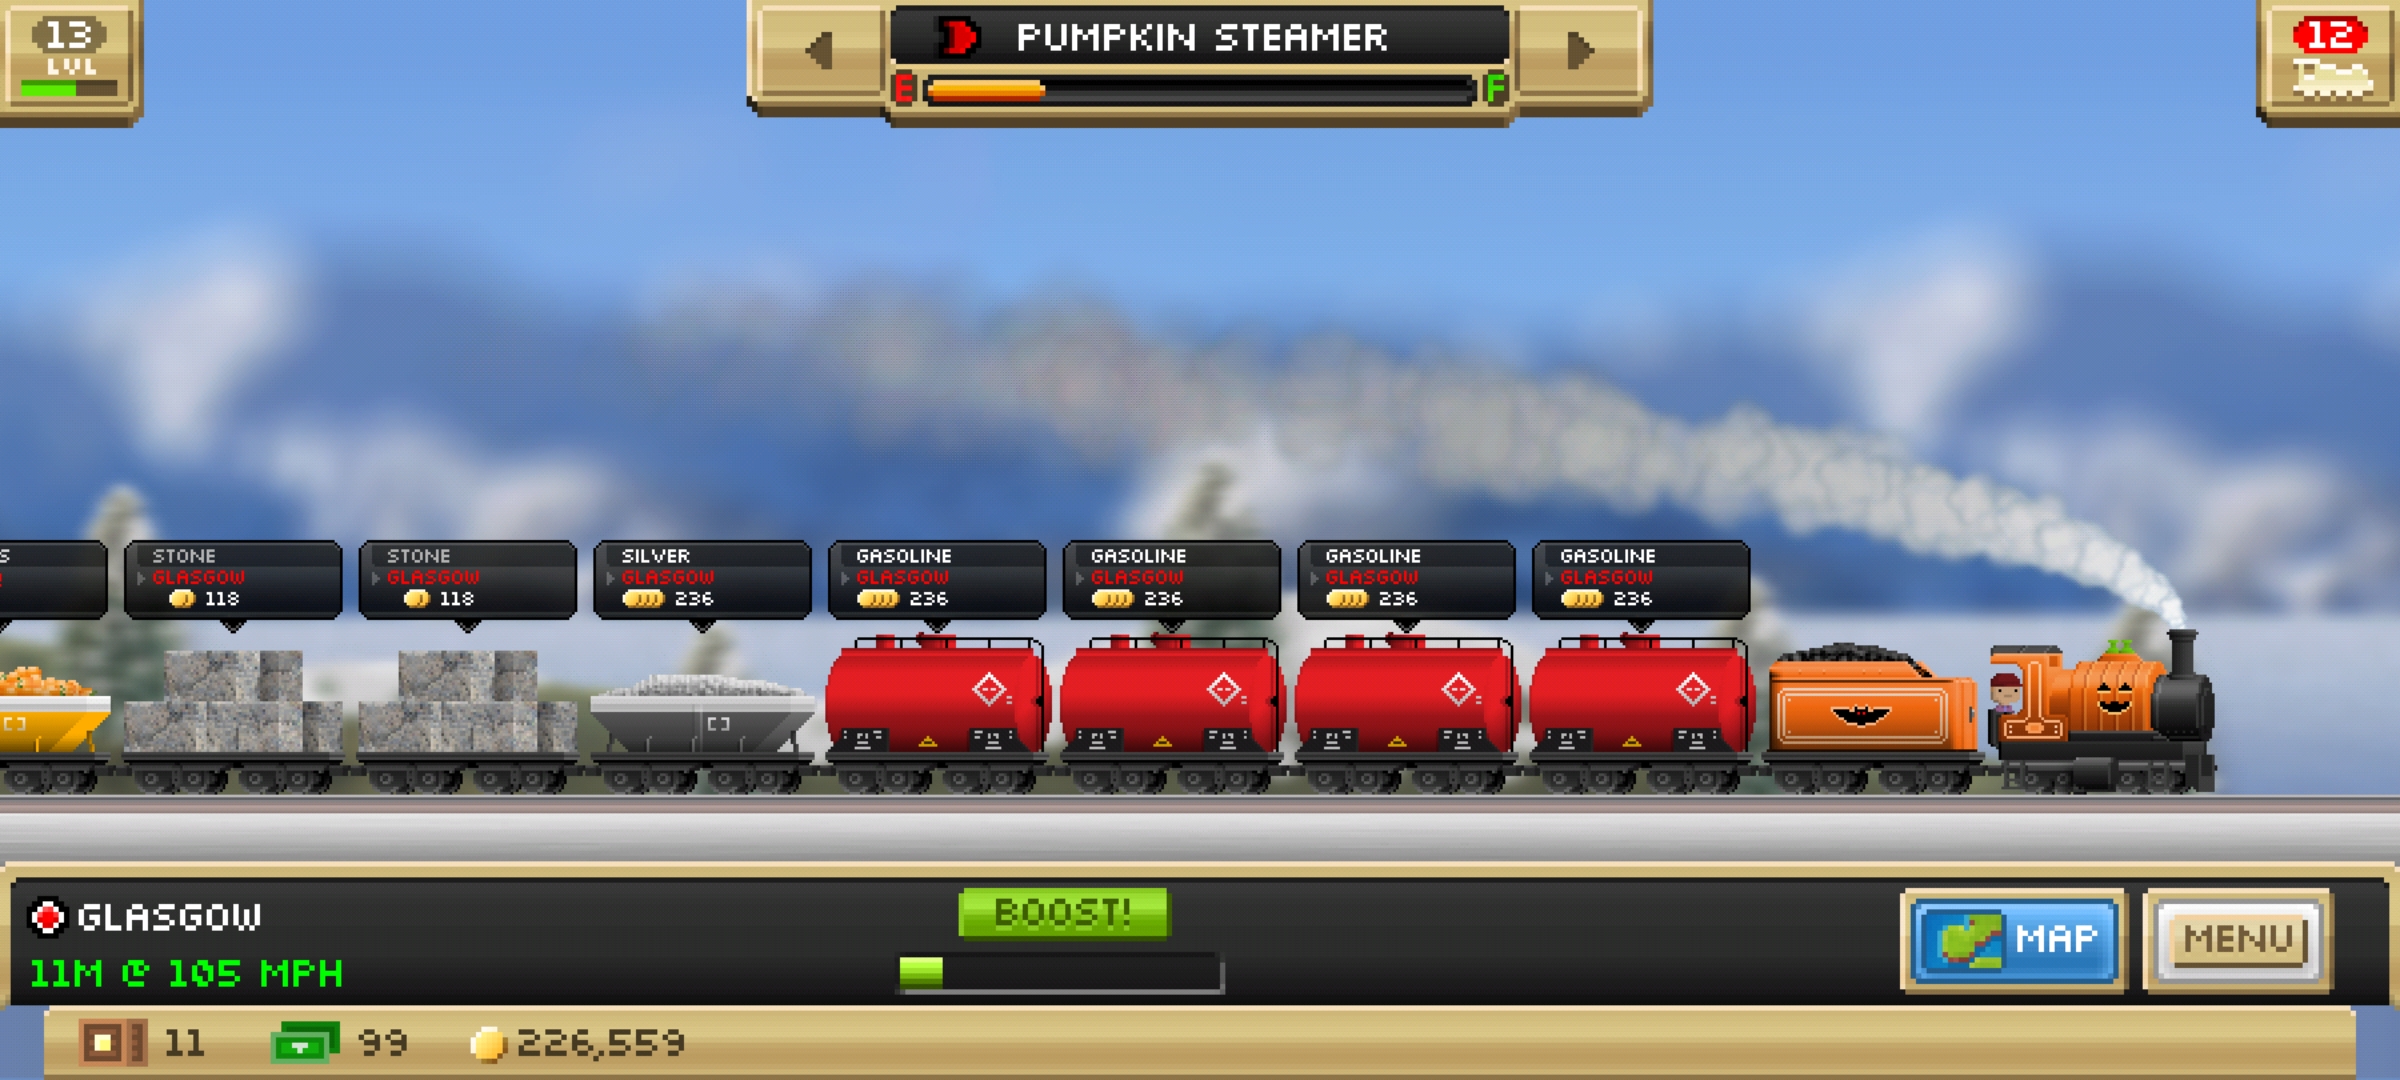 13
LVL
PUMPKIN STEAMER
E
F
12
S
STONE
GLASGOW
118
STONE
GLASGOW
118
SILVER
GLASGOW
236
GASOLINE
GLASGOW
236
GASOLINE
GLASGOW
236
GASOLINE
GLASGOW
236
GASOLINE
GLASGOW
236
GLASGOW
11M @ 105 MPH
BOOST!
MAP
MENU
11
99
226,559